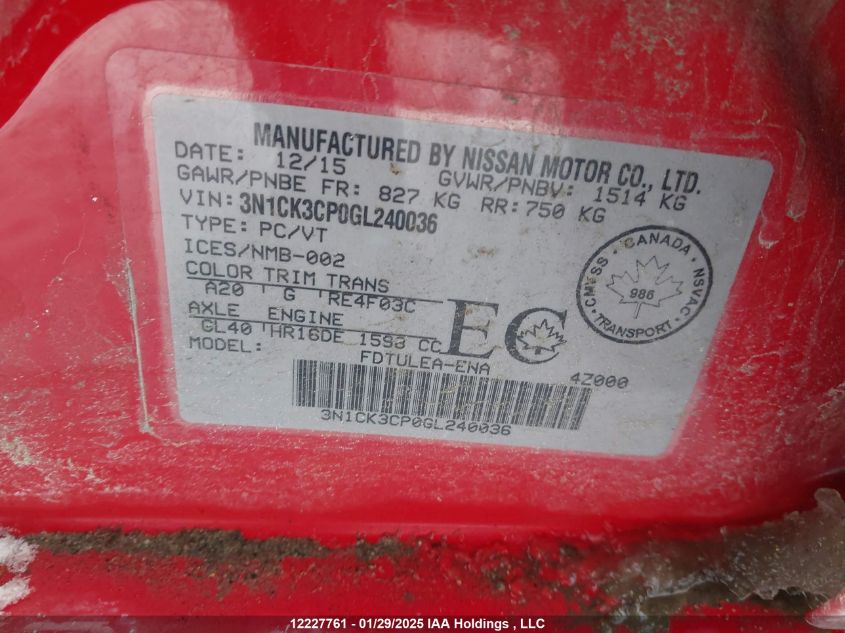 MANUFACTURED BY NISSAN MOTOR CO., LTD.
DATE: 12/15 GVWR/PNBV: 1514 KG
GAWR/PNBE FR: 827 KG RR: 750 KG
VIN: 3N1CK3CP0GL240036
TYPE: PC/VT
ICES/NMB-002
COLOR TRIM TRANS
A20 G RE4F03C
AXLE ENGINE
GL40 HR16DE 1598 CC
MODEL: FDTULEA-ENA
4Z000
EC
CANADA
CMVSS NSVAC
986
TRANSPORT
3N1CK3CP0GL240036
12227761 - 01/29/2025 IAA Holdings , LLC